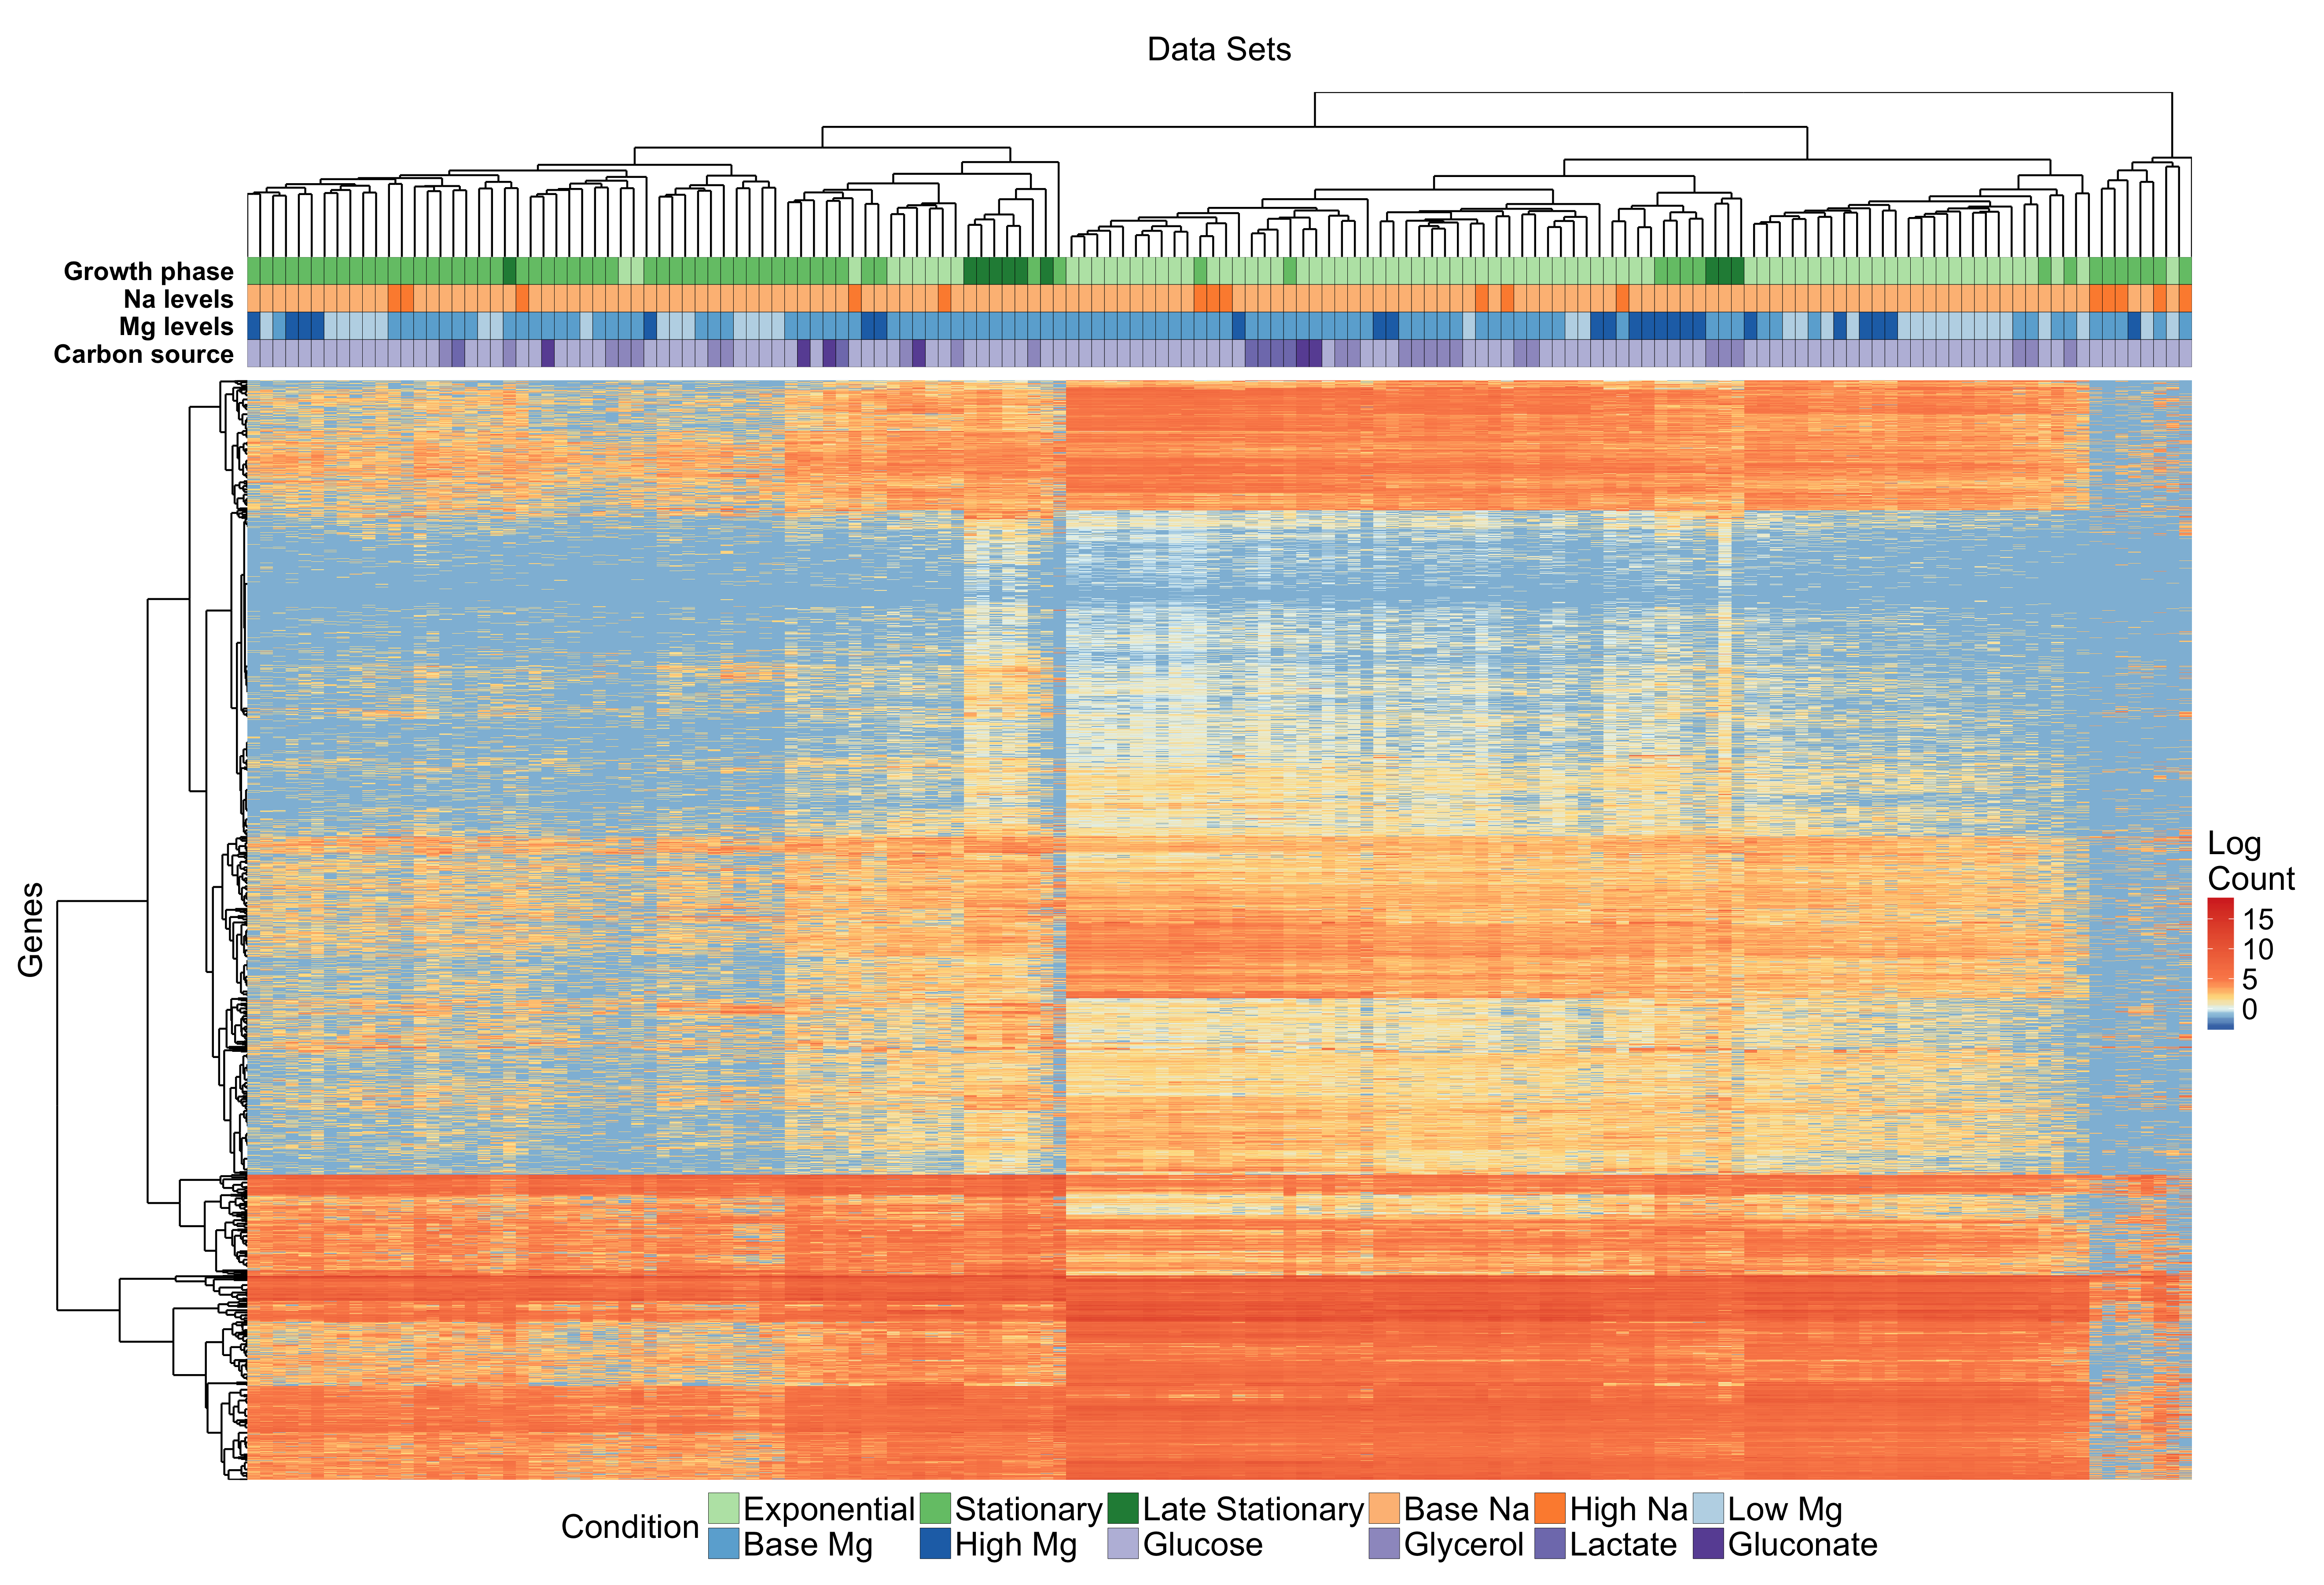 Data Sets
Growth phase
Na levels
Mg levels
Carbon source
Genes
Log
Count
15
10
5
0
Condition
Exponential Stationary Late Stationary Base Na High Na Low Mg
Base Mg High Mg Glucose Glycerol Lactate Gluconate